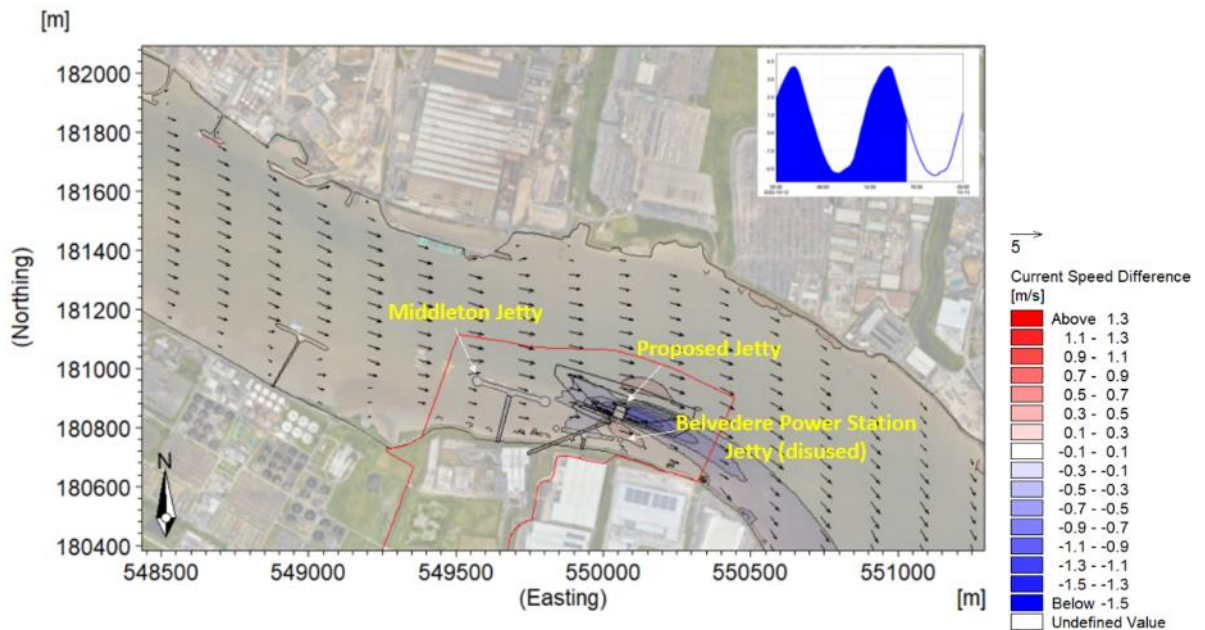 [m]
182000
181800
181600
181400
181200
181000
180800
180600
180400
(Northing)
Middleton Jetty
Proposed Jetty
Belvedere Power Station
Jetty (disused)
N
548500 549000 549500 550000 550500 551000
(Easting) [m]
5
Current Speed Difference
[m/s]
Above 1.3
1.1 - 1.3
0.9 - 1.1
0.7 - 0.9
0.5 - 0.7
0.3 - 0.5
0.1 - 0.3
-0.1 - 0.1
-0.3 - -0.1
-0.5 - -0.3
-0.7 - -0.5
-0.9 - -0.7
-1.1 - -0.9
-1.3 - -1.1
-1.5 - -1.3
Below -1.5
Undefined Value